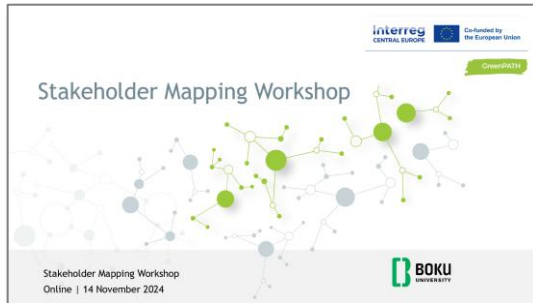 Interreg
CENTRAL EUROPE
Co-funded by
the European Union
GreenPATH
Stakeholder Mapping Workshop
Stakeholder Mapping Workshop
Online | 14 November 2024
BOKU
UNIVERSITY